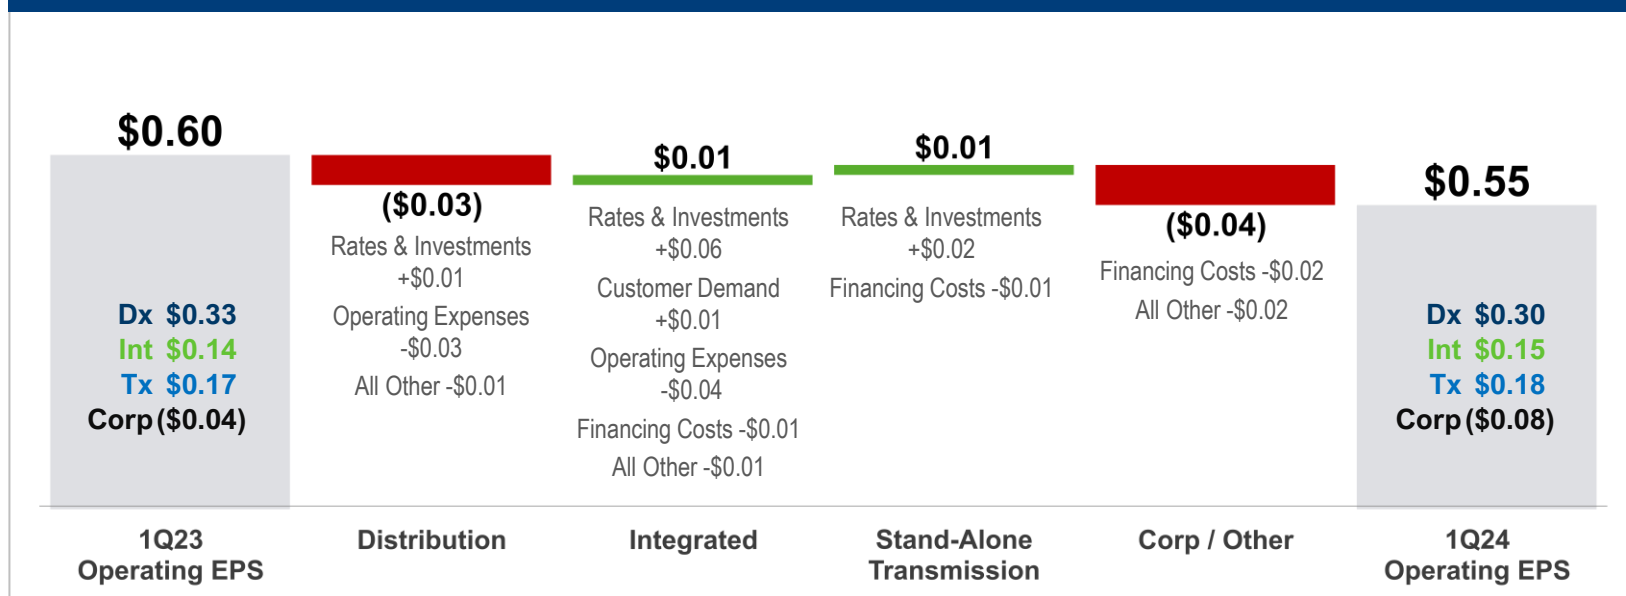 $0.60
Dx $0.33
Int $0.14
Tx $0.17
Corp ($0.04)
1Q23
Operating EPS
($0.03)
Rates & Investments
+$0.01
Operating Expenses
-$0.03
All Other -$0.01
Distribution
$0.01
Rates & Investments
+$0.06
Customer Demand
+$0.01
Operating Expenses
-$0.04
Financing Costs -$0.01
All Other -$0.01
Integrated
$0.01
Rates & Investments
+$0.02
Financing Costs -$0.01
Stand-Alone
Transmission
($0.04)
Financing Costs -$0.02
All Other -$0.02
Corp / Other
$0.55
Dx $0.30
Int $0.15
Tx $0.18
Corp ($0.08)
1Q24
Operating EPS